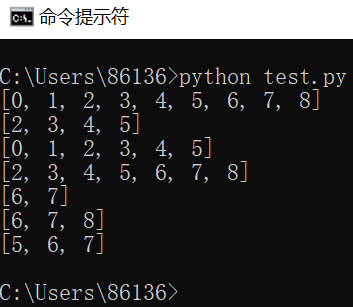 命令提示符
C:\Users\86136>python test.py
[0, 1, 2, 3, 4, 5, 6, 7, 8]
[2, 3, 4, 5]
[0, 1, 2, 3, 4, 5]
[2, 3, 4, 5, 6, 7, 8]
[6, 7]
[6, 7, 8]
[5, 6, 7]
C:\Users\86136>